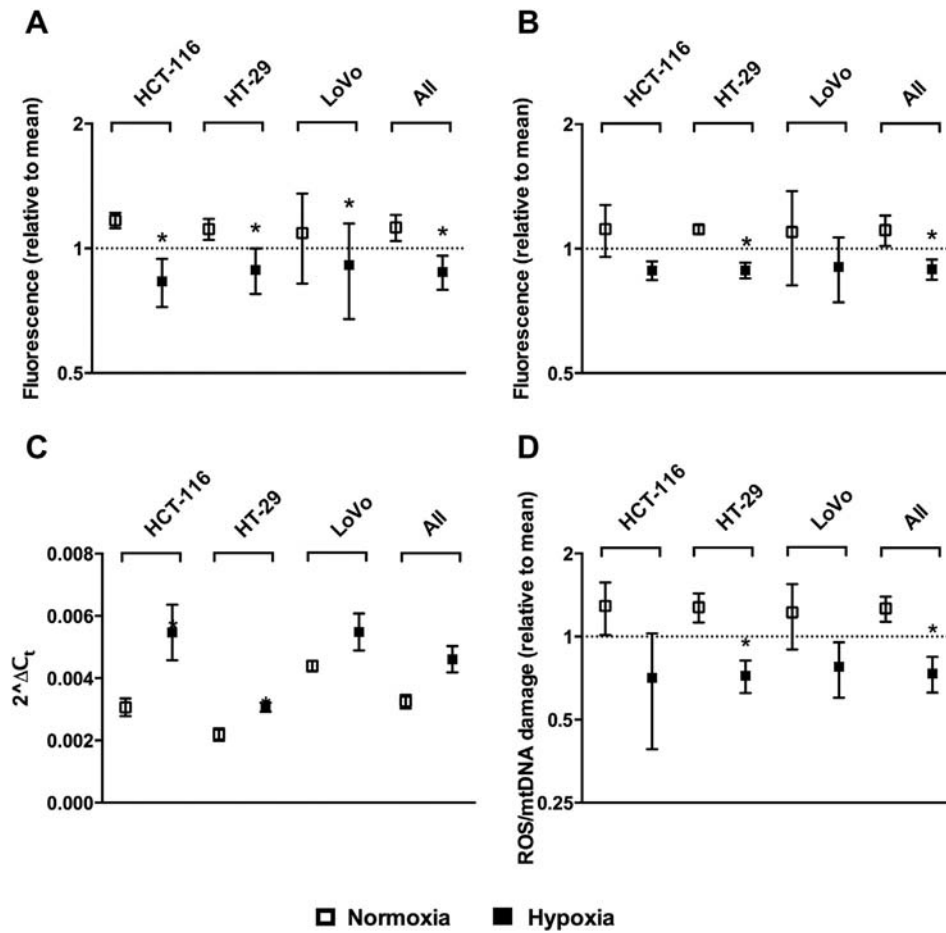 A
HCT-116
HT-29
LoVo
All
Fluorescence (relative to mean)
2
1
0.5
*
*
*
*
B
HCT-116
HT-29
LoVo
All
Fluorescence (relative to mean)
2
1
0.5
*
*
C
HCT-116
HT-29
LoVo
All
2^ΔCt
0.008
0.006
0.004
0.002
0.000
*
*
D
HCT-116
HT-29
LoVo
All
ROS/mtDNA damage (relative to mean)
2
1
0.5
0.25
*
*
Normoxia
Hypoxia